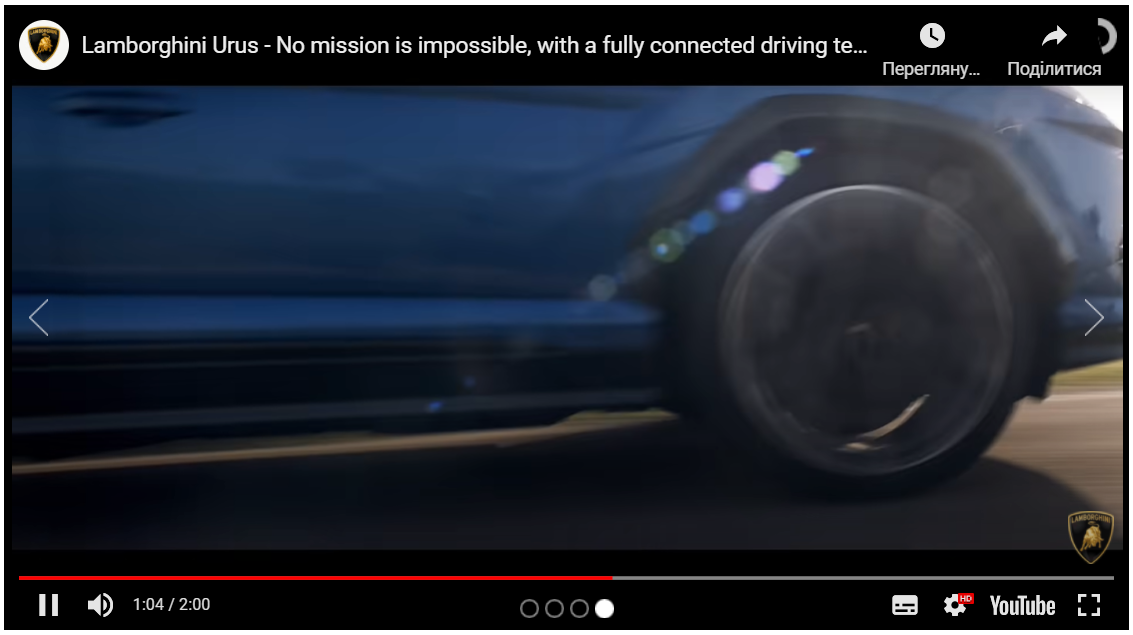 Lamborghini Urus - No mission is impossible, with a fully connected driving te...
Перегляну...
Поділитися
LAMBORGHINI
1:04 / 2:00
HD
YouTube